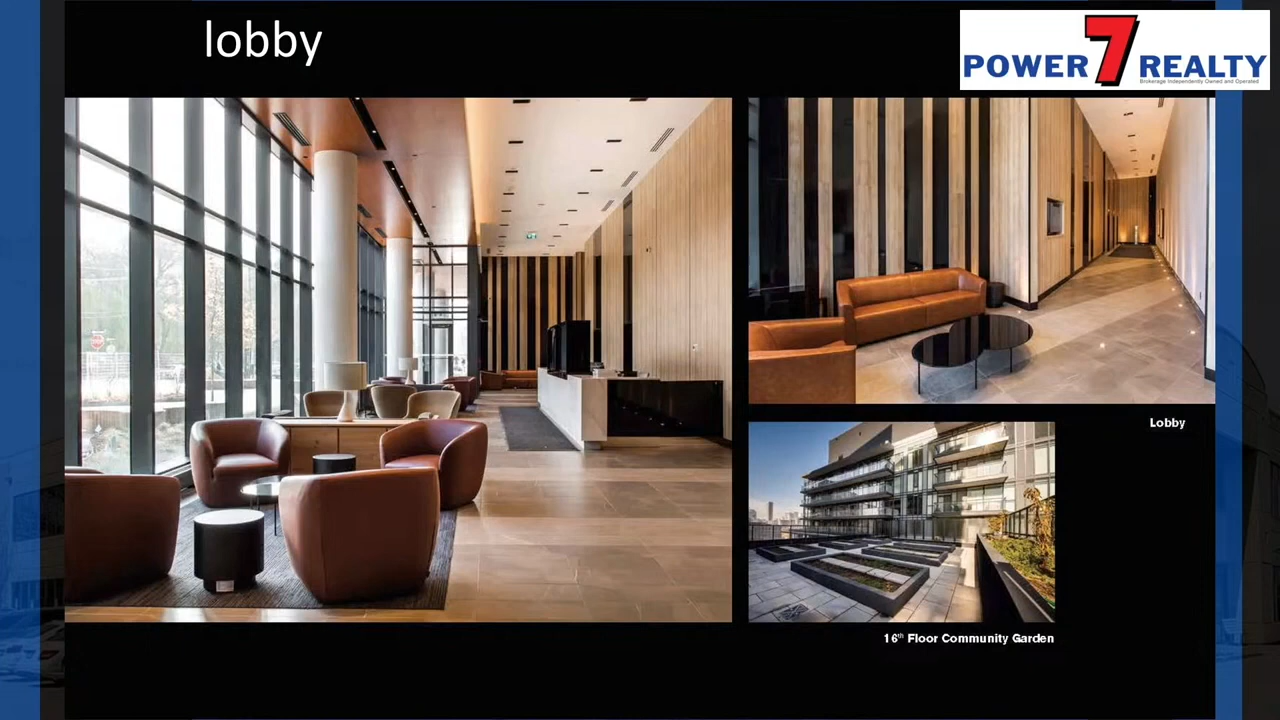 lobby
POWER 7 REALTY
Brokerage Independently Owned and Operated
Lobby
16th Floor Community Garden